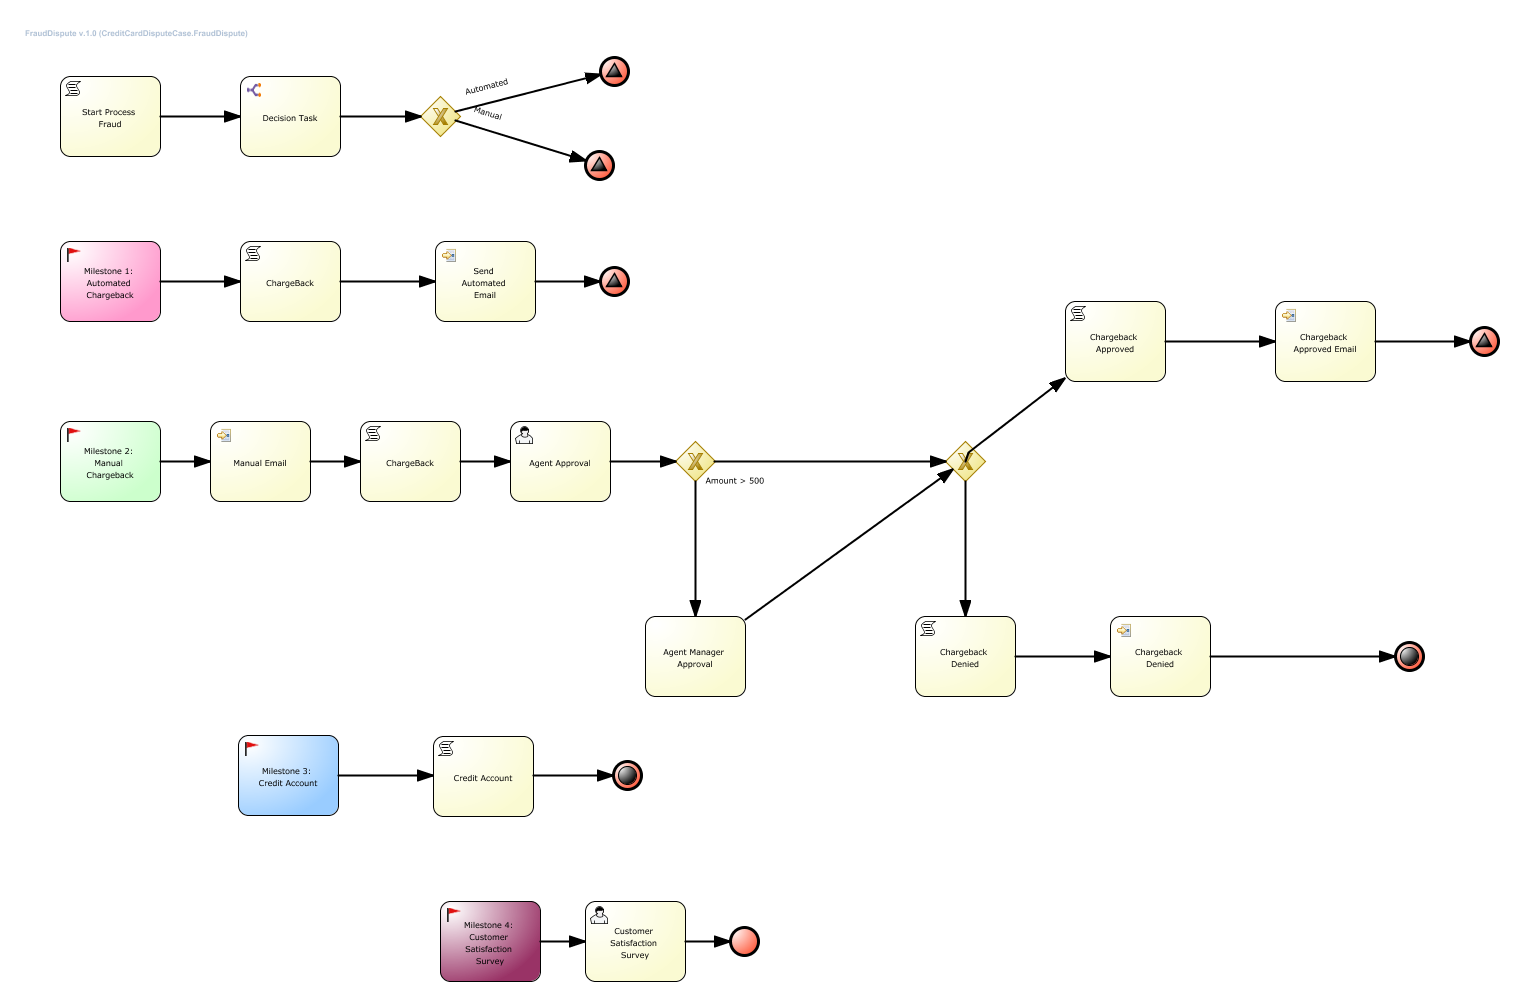 FraudDispute v.1.0 (CreditCardDisputeCase.FraudDispute)
Start Process
Fraud
Decision Task
Automated
Manual
Milestone 1:
Automated
Chargeback
ChargeBack
Send
Automated
Email
Chargeback
Approved
Chargeback
Approved Email
Milestone 2:
Manual
Chargeback
Manual Email
ChargeBack
Agent Approval
Amount > 500
Agent Manager
Approval
Chargeback
Denied
Chargeback
Denied
Milestone 3:
Credit Account
Credit Account
Milestone 4:
Customer
Satisfaction
Survey
Customer
Satisfaction
Survey